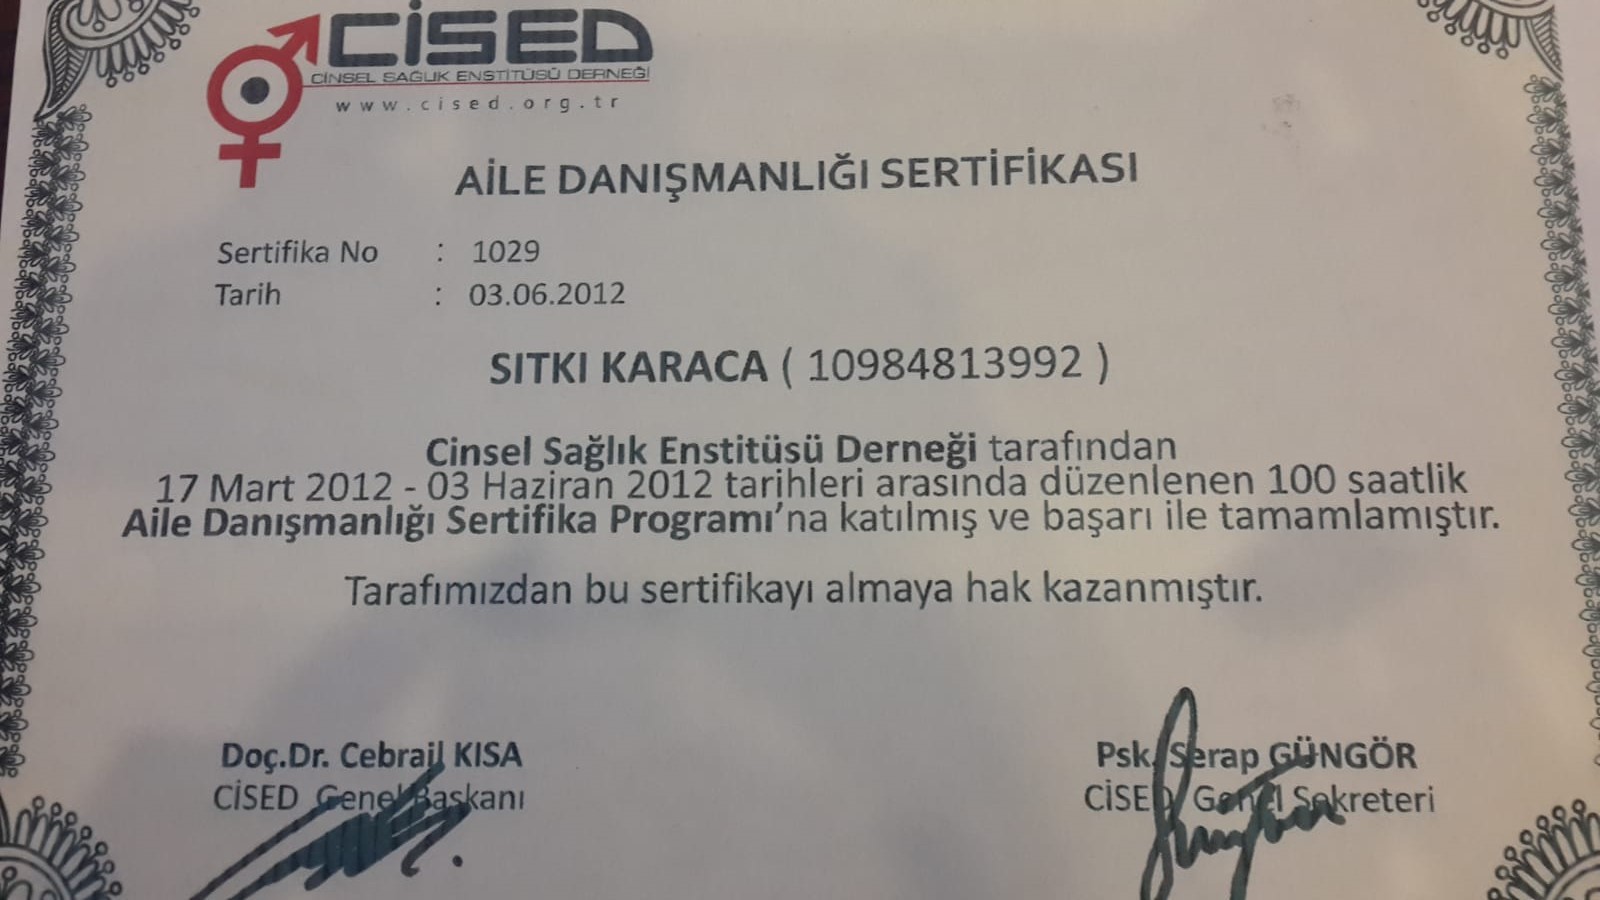 CİSED
CİNSEL SAĞLIK ENSTİTÜSÜ DERNEĞİ
www.cised.org.tr
AİLE DANIŞMANLIĞI SERTİFİKASI
Sertifika No : 1029
Tarih : 03.06.2012
SITKI KARACA ( 10984813992 )
Cinsel Sağlık Enstitüsü Derneği tarafından
17 Mart 2012 - 03 Haziran 2012 tarihleri arasında düzenlenen 100 saatlik
Aile Danışmanlığı Sertifika Programı'na katılmış ve başarı ile tamamlamıştır.
Tarafımızdan bu sertifikayı almaya hak kazanmıştır.
Doç.Dr. Cebrail KISA
CİSED Genel Başkanı
Psk. Serap GÜNGÖR
CİSED Genel Sekreteri